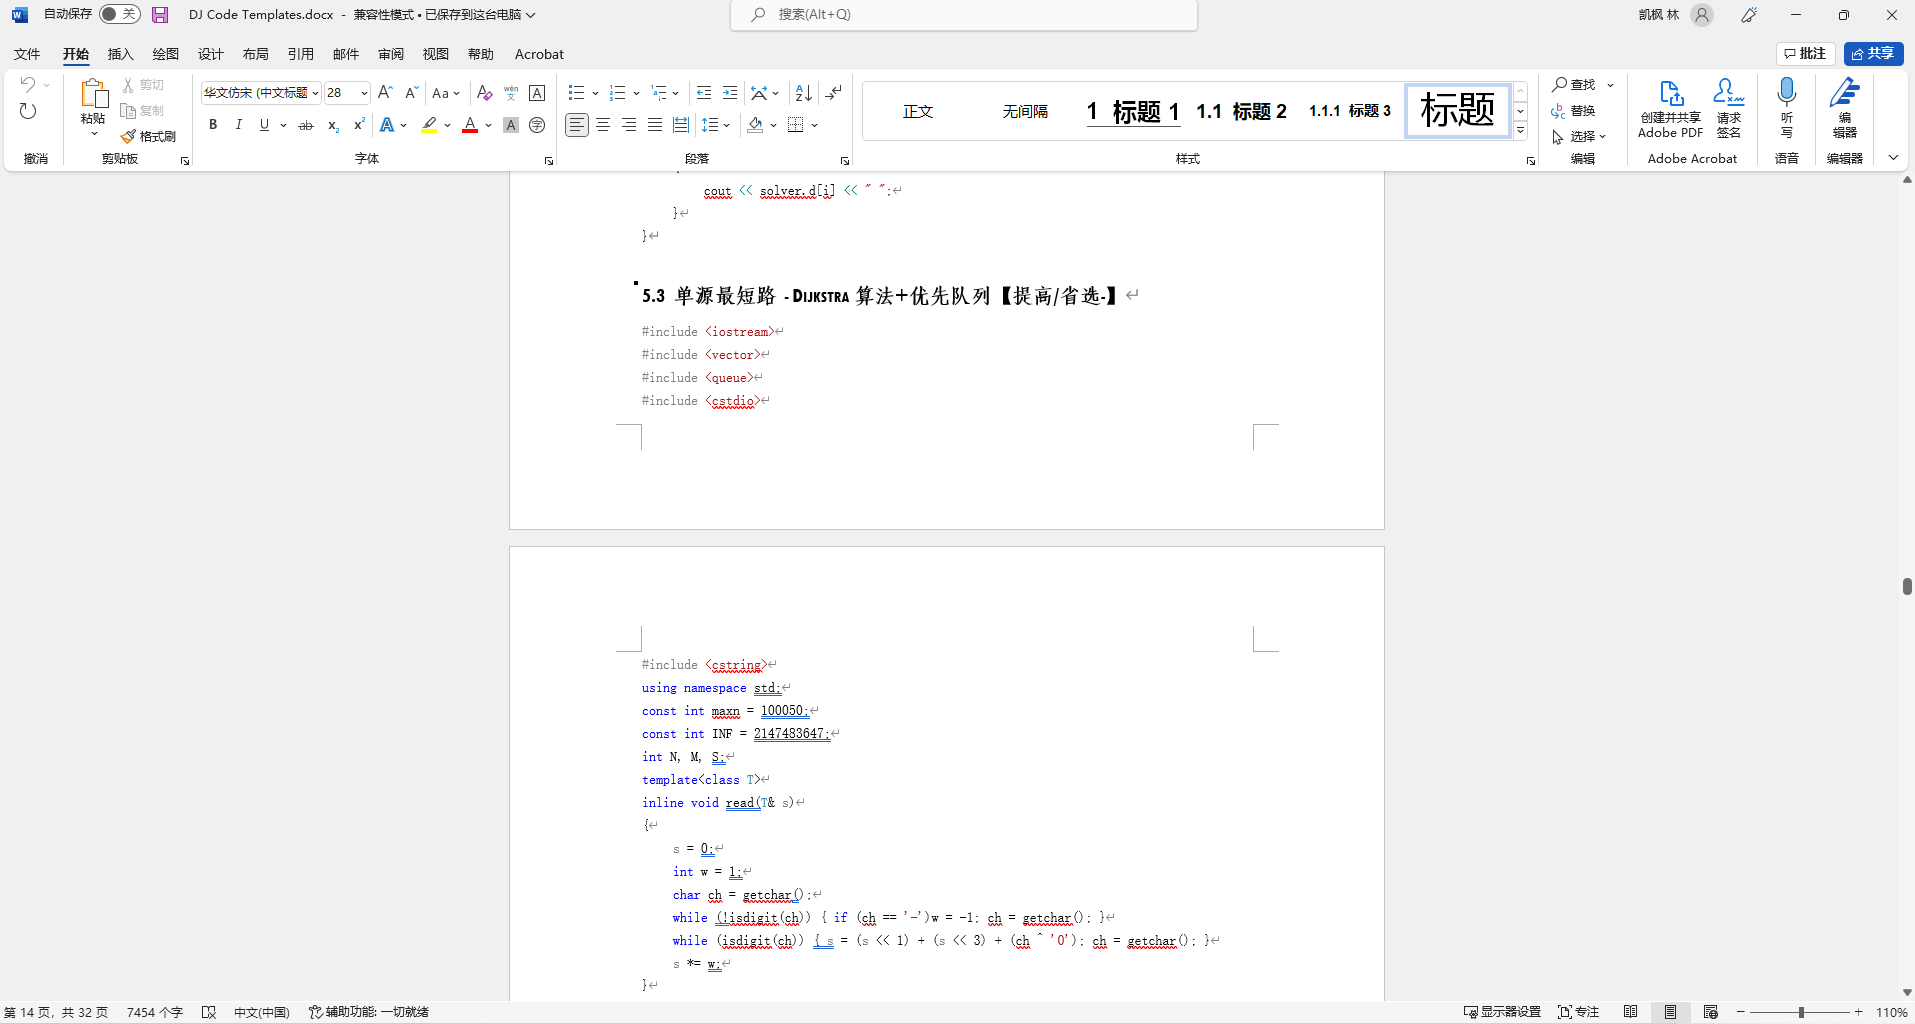 自动保存 关 DJ Code Templates.docx - 兼容性模式 • 已保存到这台电脑 搜索(Alt+Q) 凯枫 林
文件 开始 插入 绘图 设计 布局 引用 邮件 审阅 视图 帮助 Acrobat 批注 共享
华文仿宋 (中文标题 28
剪切
复制
格式刷
粘贴
正文 无间隔 1 标题 1 1.1 标题 2 1.1.1 标题 3 标题
查找
替换
选择
创建并共享 Adobe PDF
请求签名
听写
编辑器
撤消 剪贴板 字体 段落 样式 编辑 Adobe Acrobat 语音 编辑器
cout << solver.d[i] << " ";
}
}
5.3 单源最短路 - DIJKSTRA 算法+优先队列【提高/省选-】
#include <iostream>
#include <vector>
#include <queue>
#include <cstdio>
#include <cstring>
using namespace std;
const int maxn = 100050;
const int INF = 2147483647;
int N, M, S;
template<class T>
inline void read(T& s)
{
s = 0;
int w = 1;
char ch = getchar();
while (!isdigit(ch)) { if (ch == '-')w = -1; ch = getchar(); }
while (isdigit(ch)) { s = (s << 1) + (s << 3) + (ch ^ '0'); ch = getchar(); }
s *= w;
}
第 14 页，共 32 页 7454 个字 中文(中国) 辅助功能: 一切就绪 显示器设置 专注 110%